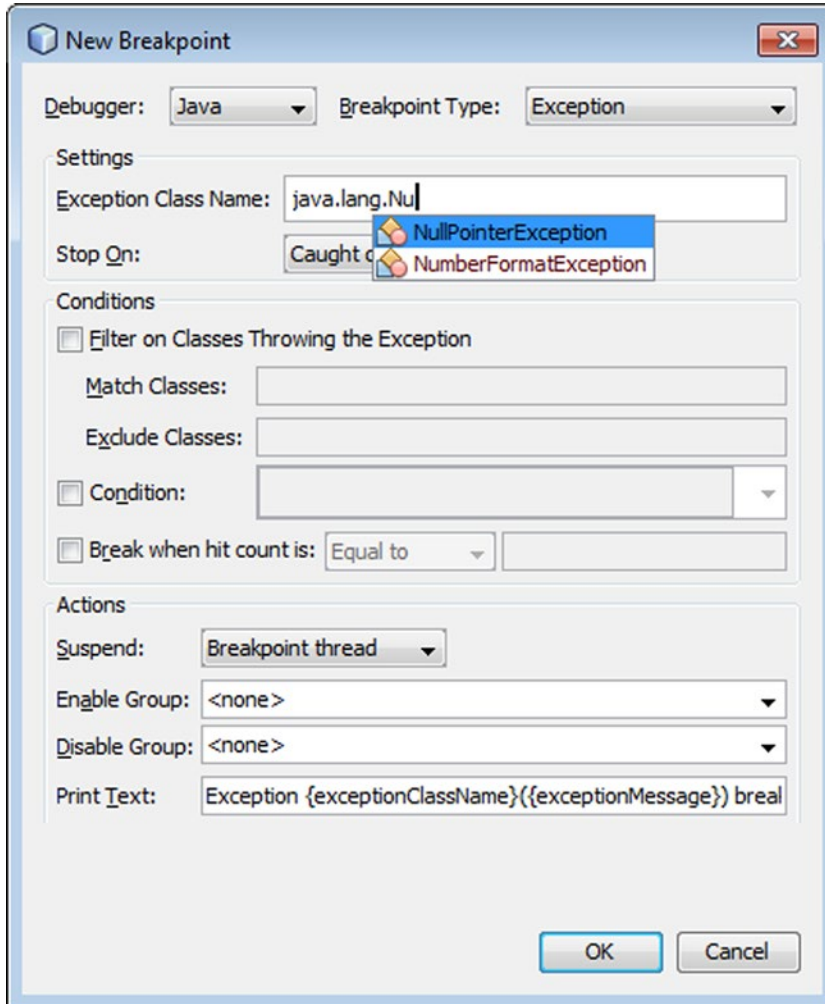 New Breakpoint
Debugger: Java Breakpoint Type: Exception
Settings
Exception Class Name: java.lang.Nu
NullPointerException
Stop On: Caught
NumberFormatException
Conditions
Filter on Classes Throwing the Exception
Match Classes:
Exclude Classes:
Condition:
Break when hit count is: Equal to
Actions
Suspend: Breakpoint thread
Enable Group: <none>
Disable Group: <none>
Print Text: Exception {exceptionClassName}({exceptionMessage})
OK Cancel